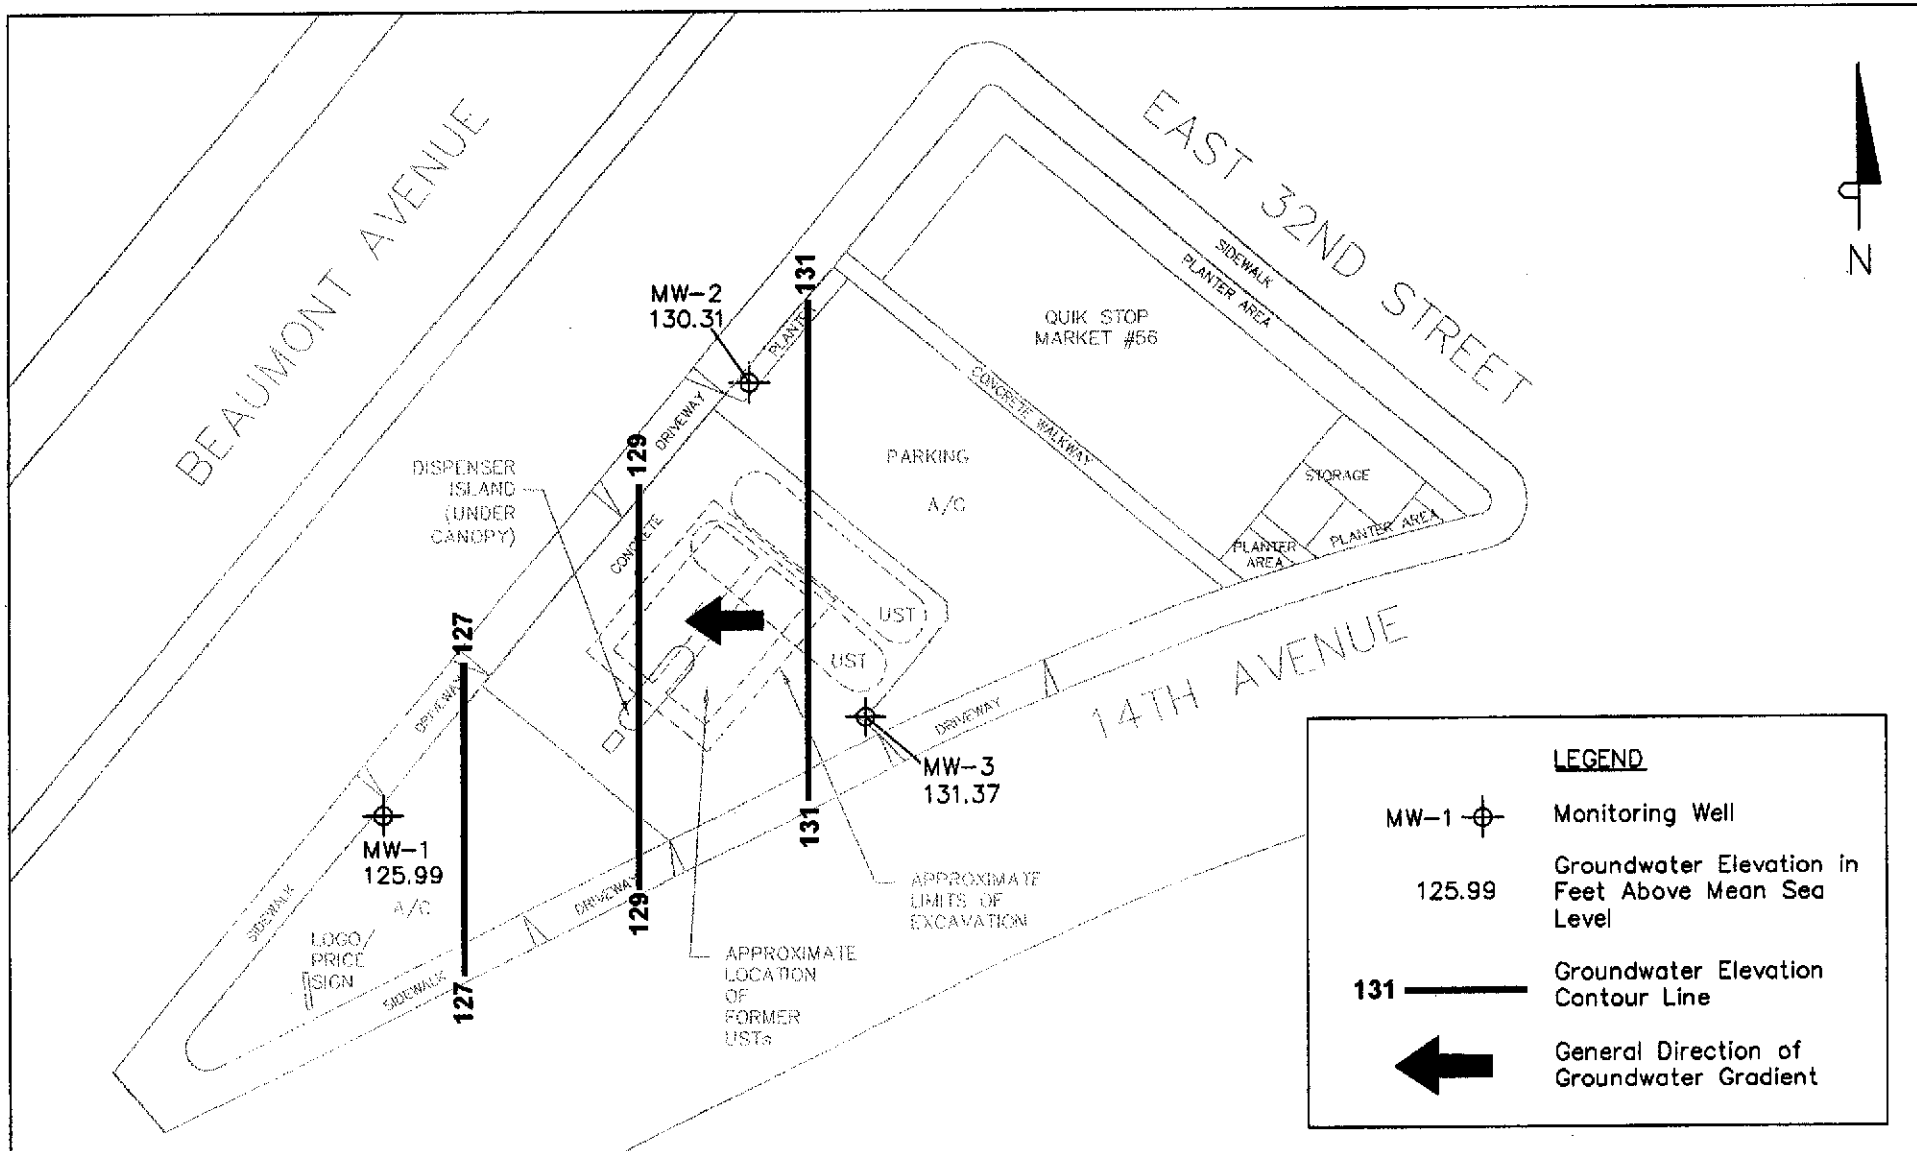 BEAUMONT AVENUE
EAST 32ND STREET
14TH AVENUE
N
MW-2
130.31
131
PLANTER
DRIVEWAY
129
DISPENSER
ISLAND
(UNDER
CANOPY)
CONCRETE
QUIK STOP
MARKET #56
SIDEWALK
PLANTER AREA
CONCRETE WALKWAY
PARKING
A/C
STORAGE
PLANTER AREA
PLANTER
AREA
UST
UST
127
DRIVEWAY
MW-1
125.99
A/C
SIDEWALK
LOGO/
PRICE
SIGN
SIDEWALK
127
DRIVEWAY
129
131
DRIVEWAY
MW-3
131.37
APPROXIMATE
LIMITS OF
EXCAVATION
APPROXIMATE
LOCATION
OF
FORMER
USTs
LEGEND
MW-1
Monitoring Well
125.99
Groundwater Elevation in
Feet Above Mean Sea
Level
131
Groundwater Elevation
Contour Line
General Direction of
Groundwater Gradient